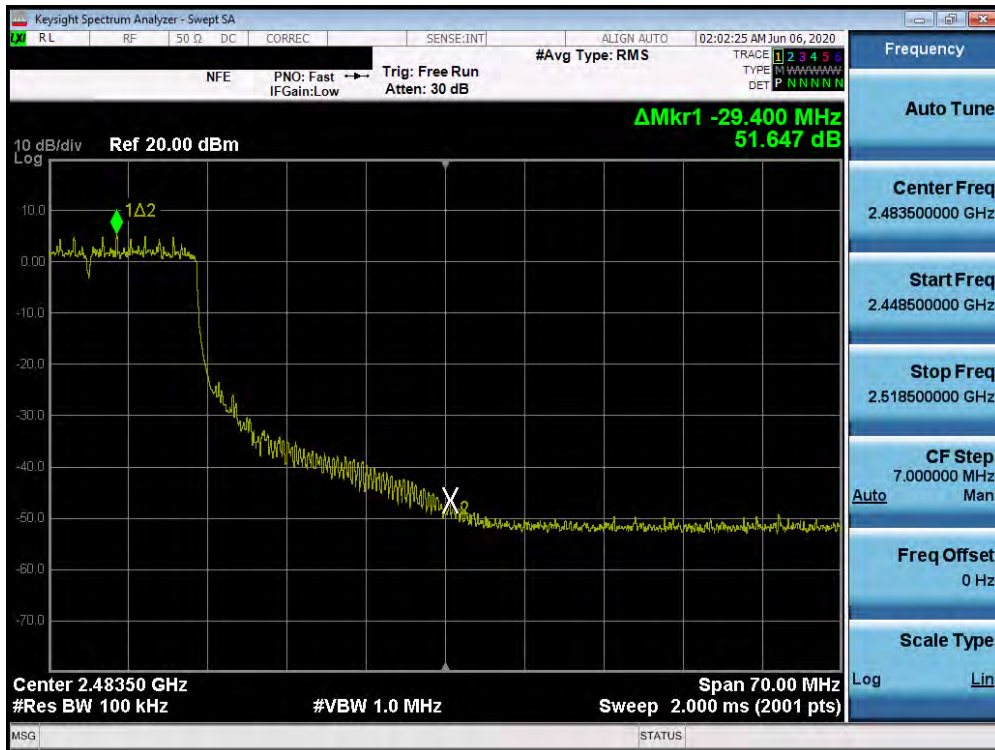 Keysight Spectrum Analyzer - Swept SA
LXI RL RF 50 Ω DC CORREC SENSE:INT ALIGN AUTO 02:02:25 AM Jun 06, 2020
NFE PNO: Fast Trig: Free Run #Avg Type: RMS TRACE 1 2 3 4 5 6
IFGain:Low Atten: 30 dB TYPE M WWWWW
DET P N N N N N
ΔMkr1 -29.400 MHz
51.647 dB
10 dB/div Ref 20.00 dBm
Log
10.0
0.00
-10.0
-20.0
-30.0
-40.0
-50.0
-60.0
-70.0
1Δ2
X2
Center 2.48350 GHz Span 70.00 MHz
#Res BW 100 kHz #VBW 1.0 MHz Sweep 2.000 ms (2001 pts)
MSG STATUS
Frequency
Auto Tune
Center Freq
2.483500000 GHz
Start Freq
2.448500000 GHz
Stop Freq
2.518500000 GHz
CF Step
7.000000 MHz
Auto Man
Freq Offset
0 Hz
Scale Type
Log Lin